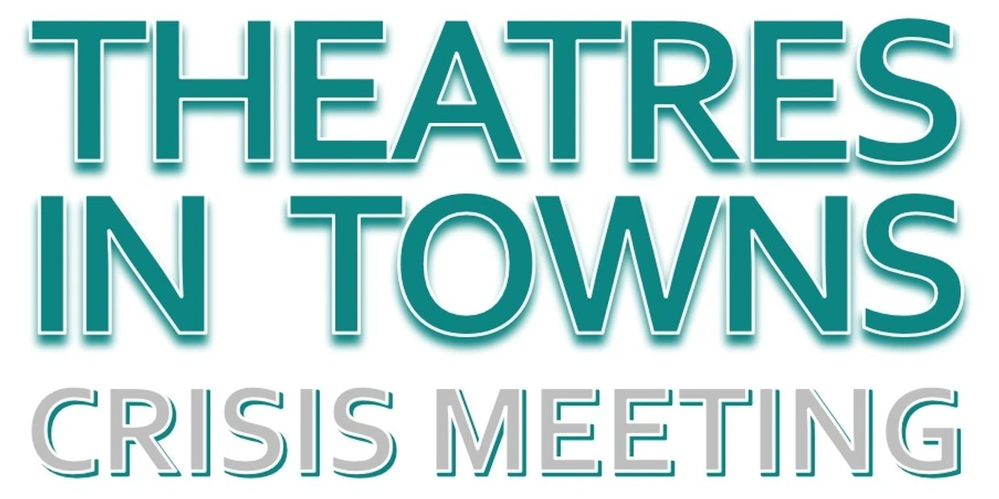 THEATRES
IN TOWNS
CRISIS MEETING